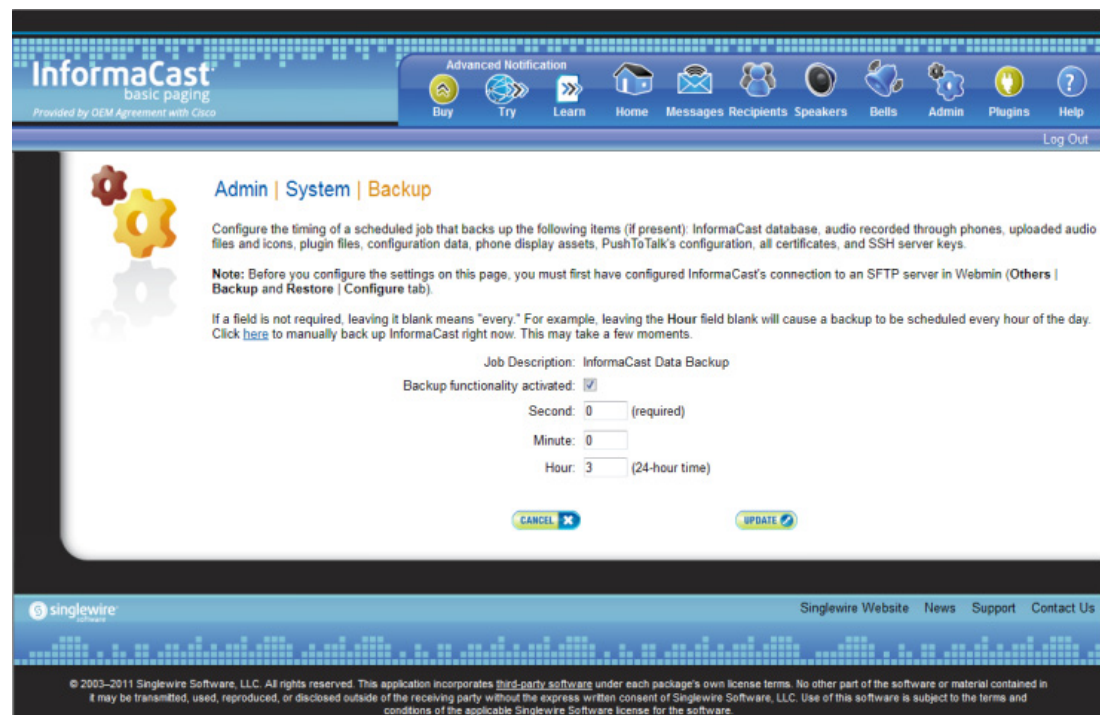 InformaCast
basic paging
Provided by OEM Agreement with Cisco
Advanced Notification
Buy Try Learn Home Messages Recipients Speakers Bells Admin Plugins Help
Log Out
Admin | System | Backup
Configure the timing of a scheduled job that backs up the following items (if present): InformaCast database, audio recorded through phones, uploaded audio
files and icons, plugin files, configuration data, phone display assets, PushToTalk's configuration, all certificates, and SSH server keys.
Note: Before you configure the settings on this page, you must first have configured InformaCast's connection to an SFTP server in Webmin (Others |
Backup and Restore | Configure tab).
If a field is not required, leaving it blank means "every." For example, leaving the Hour field blank will cause a backup to be scheduled every hour of the day.
Click here to manually back up InformaCast right now. This may take a few moments.
Job Description: InformaCast Data Backup
Backup functionality activated:
Second: 0 (required)
Minute: 0
Hour: 3 (24-hour time)
CANCEL UPDATE
singlewire
software
Singlewire Website News Support Contact Us
© 2003–2011 Singlewire Software, LLC. All rights reserved. This application incorporates third-party software under each package's own license terms. No other part of the software or material contained in
it may be transmitted, used, reproduced, or disclosed outside of the receiving party without the express written consent of Singlewire Software, LLC. Use of this software is subject to the terms and
conditions of the applicable Singlewire Software license for the software.